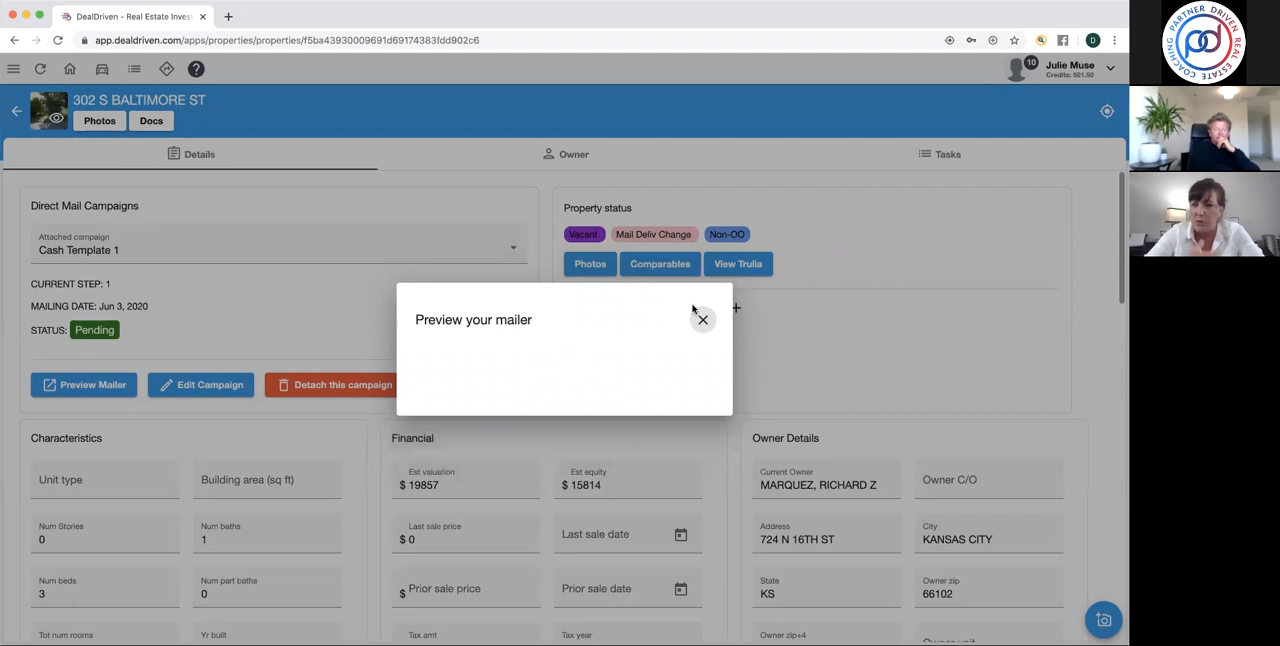 DealDriven - Real Estate Inves
app.dealdriven.com/apps/properties/properties/f5ba43930009691d69174383fdd902c6
D
10
Julie Muse
Credits: 501.50
302 S BALTIMORE ST
Photos
Docs
Details
Owner
Tasks
Direct Mail Campaigns
Attached campaign
Cash Template 1
CURRENT STEP: 1
MAILING DATE: Jun 3, 2020
STATUS: Pending
Preview Mailer
Edit Campaign
Detach this campaign
Property status
Vacant
Mail Deliv Change
Non-OO
Photos
Comparables
View Trulia
Preview your mailer
Characteristics
Unit type
Building area (sq ft)
Num Stories
0
Num baths
1
Num beds
3
Num part baths
0
Tot num rooms
Yr built
Financial
Est valuation
$ 19857
Est equity
$ 15814
Last sale price
$ 0
Last sale date
$ Prior sale price
Prior sale date
Tax amt
Tax year
Owner Details
Current Owner
MARQUEZ, RICHARD Z
Owner C/O
Address
724 N 16TH ST
City
KANSAS CITY
State
KS
Owner zip
66102
Owner zip+4
Owner unit
PARTNER DRIVEN
REAL ESTATE COACHING
pd